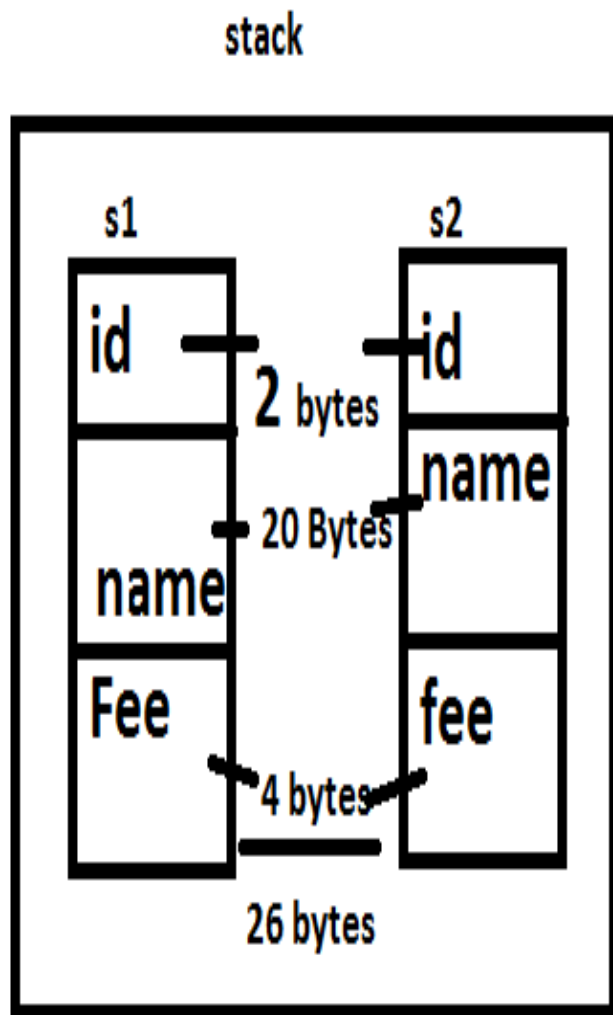 stack
s1
s2
id
id
2 bytes
name
20 Bytes
name
Fee
fee
4 bytes
26 bytes